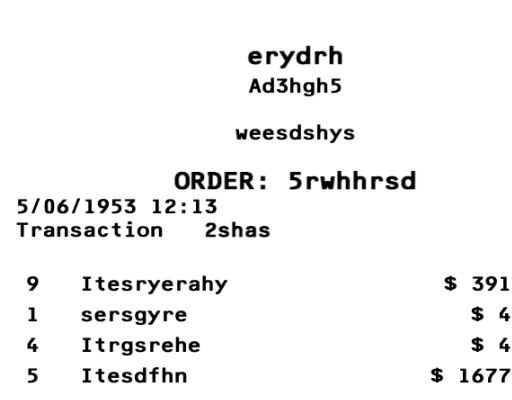 erydrh
Ad3hgh5
weesdshys
ORDER: 5rwhhrsd
5/06/1953 12:13
Transaction 2shas
9 Itesryerahy $ 391
1 sersgyre $ 4
4 Itrgsrehe $ 4
5 Itesdfhn $ 1677